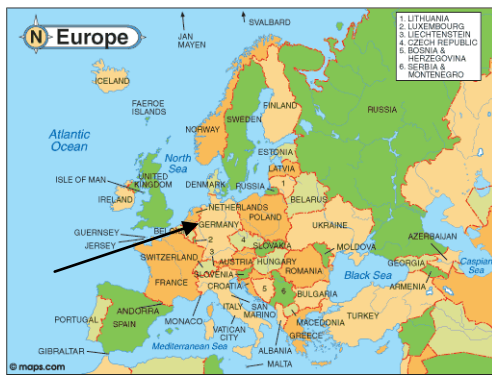 N Europe
JAN
MAYEN
SVALBARD
1. LITHUANIA
2. LUXEMBOURG
3. LIECHTENSTEIN
4. CZECH REPUBLIC
5. BOSNIA &
HERZEGOVINA
6. SERBIA &
MONTENEGRO
ICELAND
FAEROE
ISLANDS
FINLAND
RUSSIA
Atlantic
Ocean
NORWAY
SWEDEN
ESTONIA
North
Sea
LATVIA
ISLE OF MAN
UNITED
KINGDOM
DENMARK
RUSSIA
1
IRELAND
BELARUS
NETHERLANDS
POLAND
GUERNSEY
JERSEY
GERMANY
UKRAINE
2
4
SLOVAKIA
MOLDOVA
AZERBAIJAN
3
SWITZERLAND
AUSTRIA
HUNGARY
GEORGIA
Caspian
Sea
SLOVENIA
ROMANIA
Black Sea
ARMENIA
FRANCE
CROATIA
5
6
BULGARIA
ANDORRA
PORTUGAL
SPAIN
MONACO
ITALY
SAN
MARINO
VATICAN
CITY
MACEDONIA
TURKEY
GREECE
ALBANIA
Mediterranean Sea
GIBRALTAR
MALTA
© maps.com